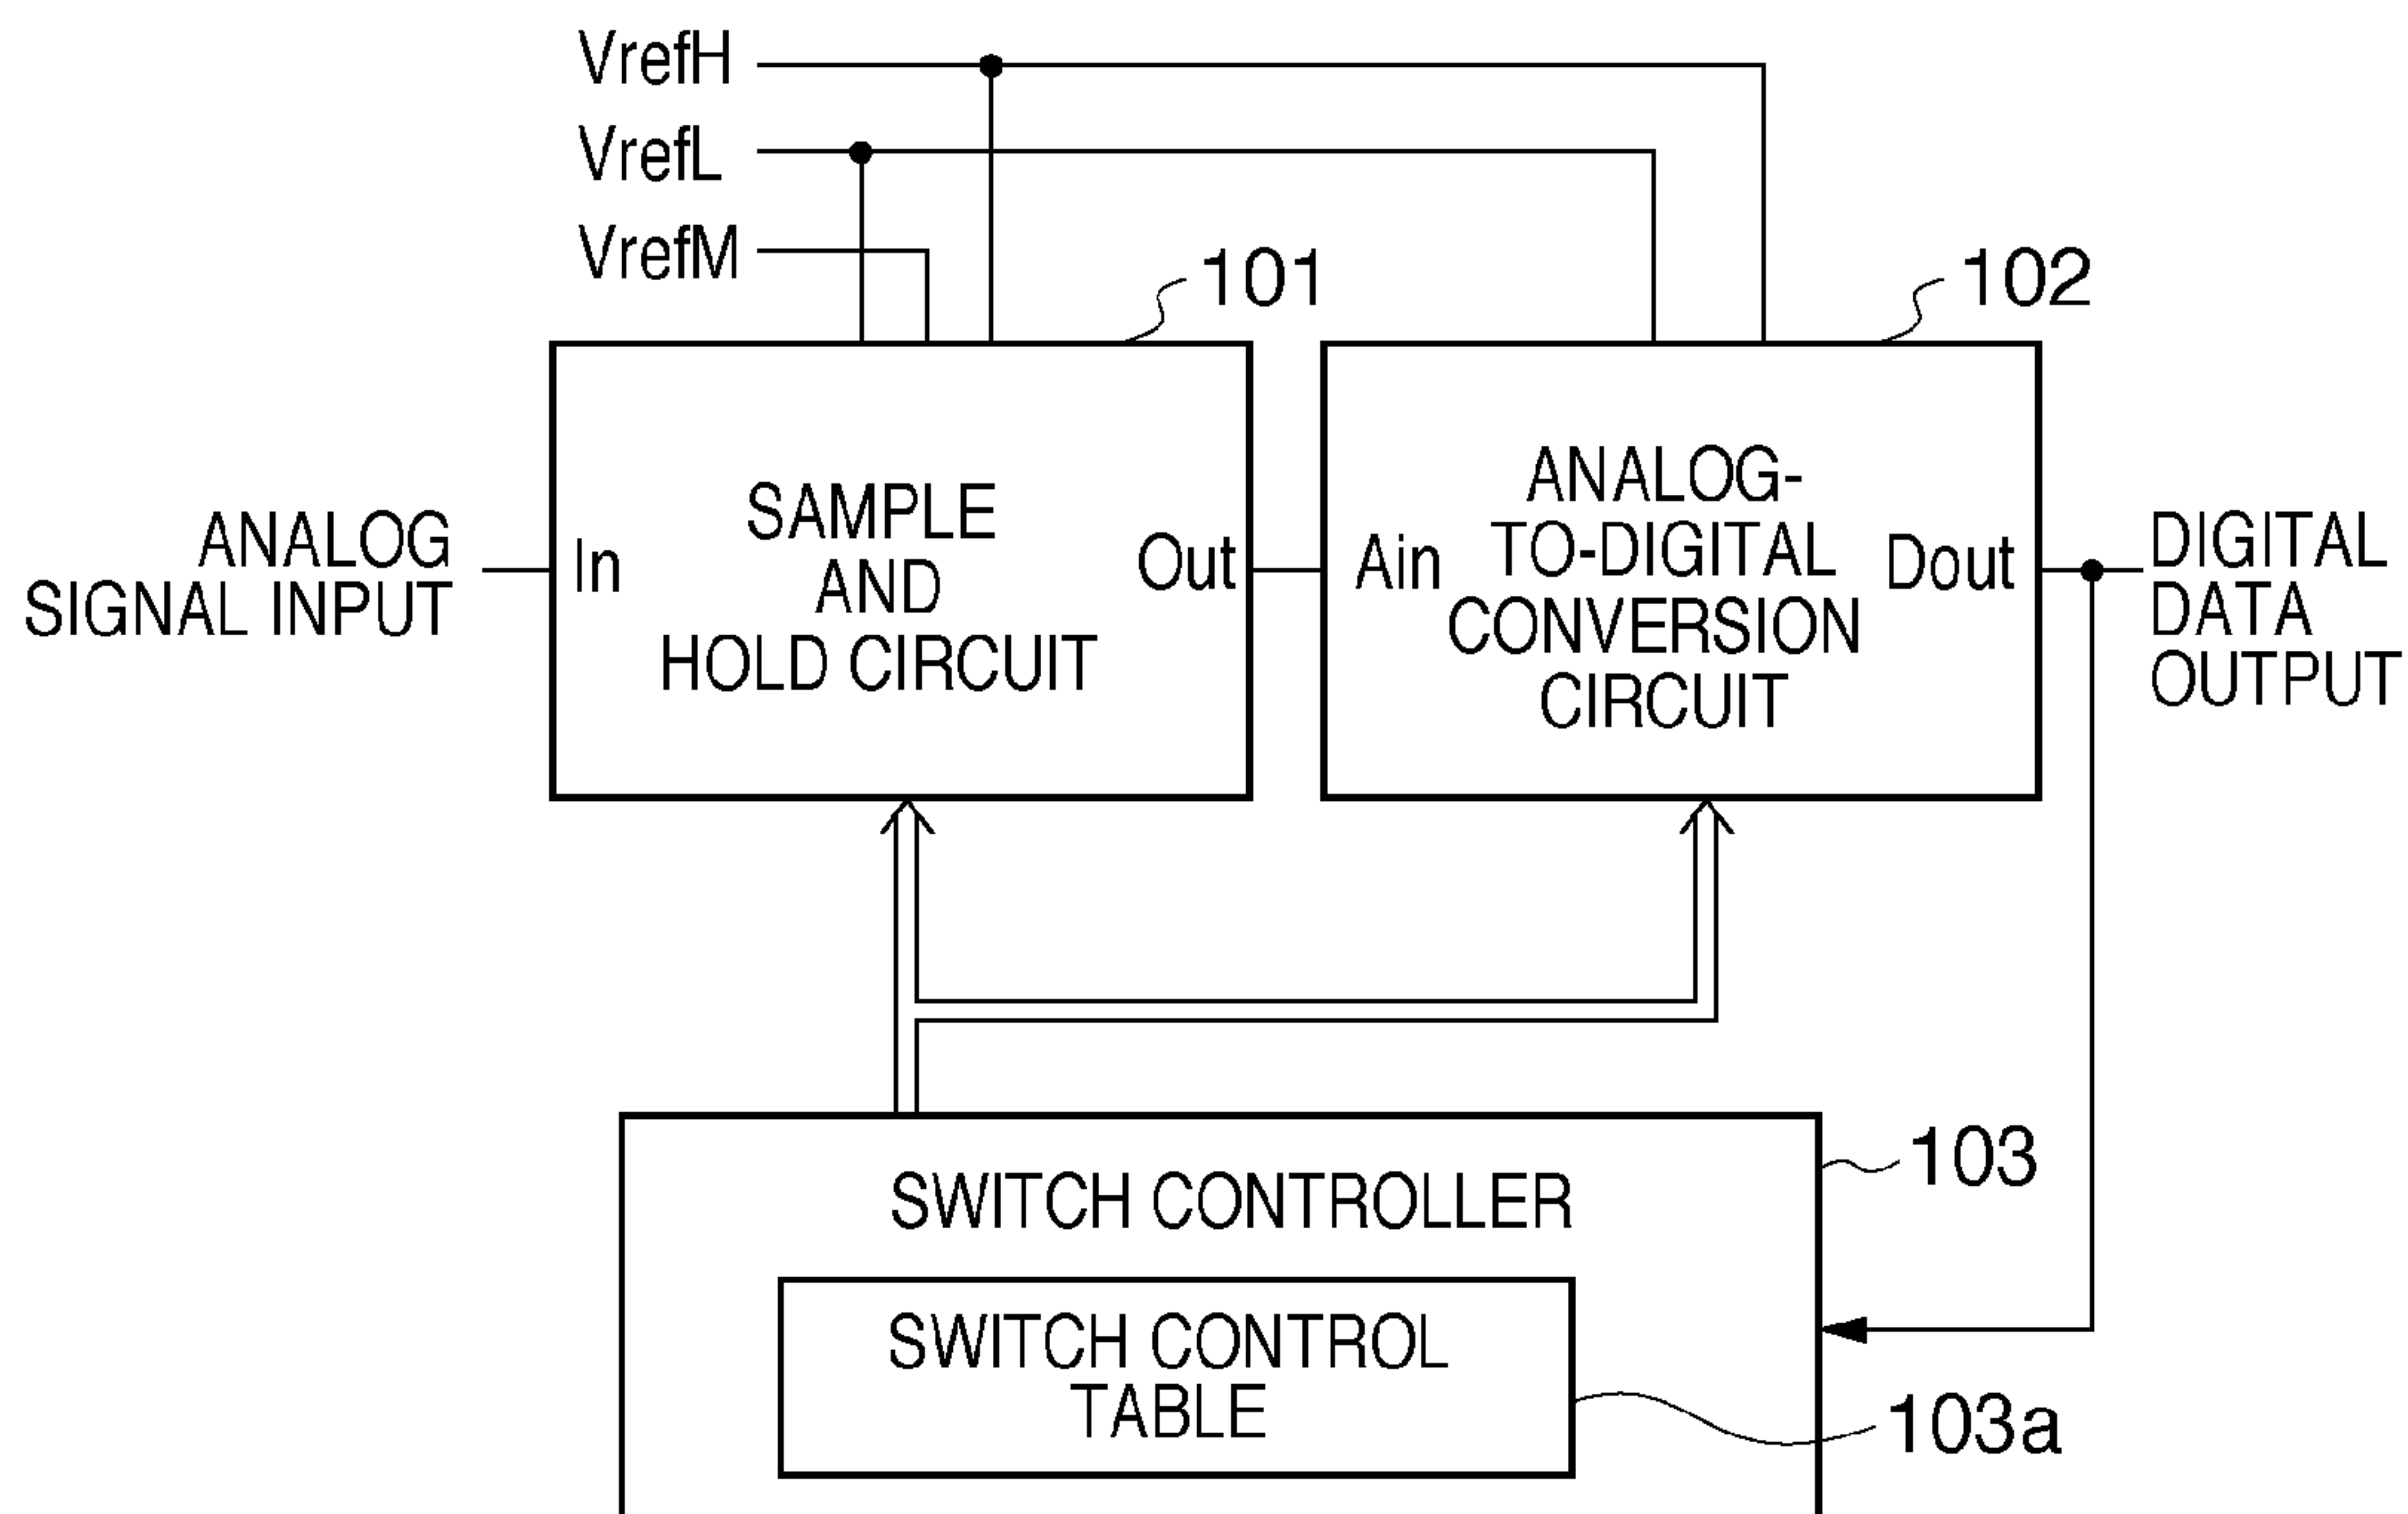 VrefH
VrefL
VrefM
101
102
ANALOG
SIGNAL INPUT
In
SAMPLE
AND
HOLD CIRCUIT
Out
Ain
ANALOG-
TO-DIGITAL
CONVERSION
CIRCUIT
Dout
DIGITAL
DATA
OUTPUT
SWITCH CONTROLLER
103
SWITCH CONTROL
TABLE
103a